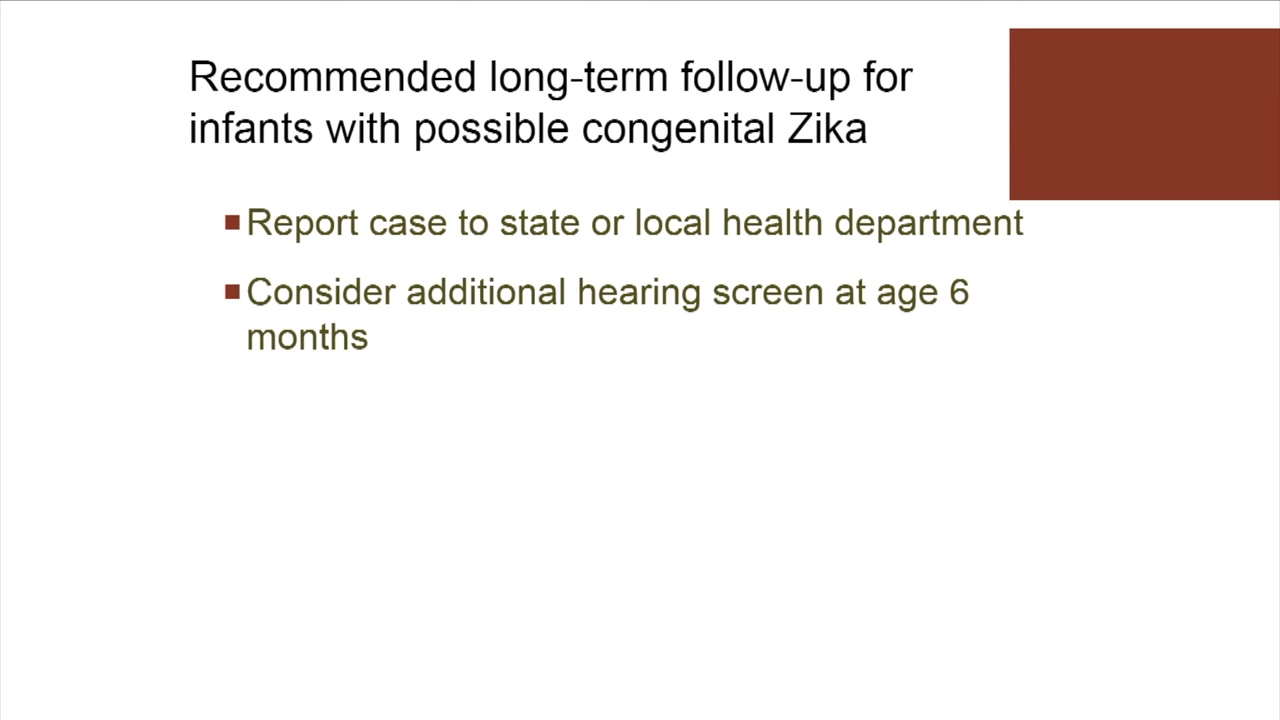 Recommended long-term follow-up for
infants with possible congenital Zika
Report case to state or local health department
Consider additional hearing screen at age 6
months